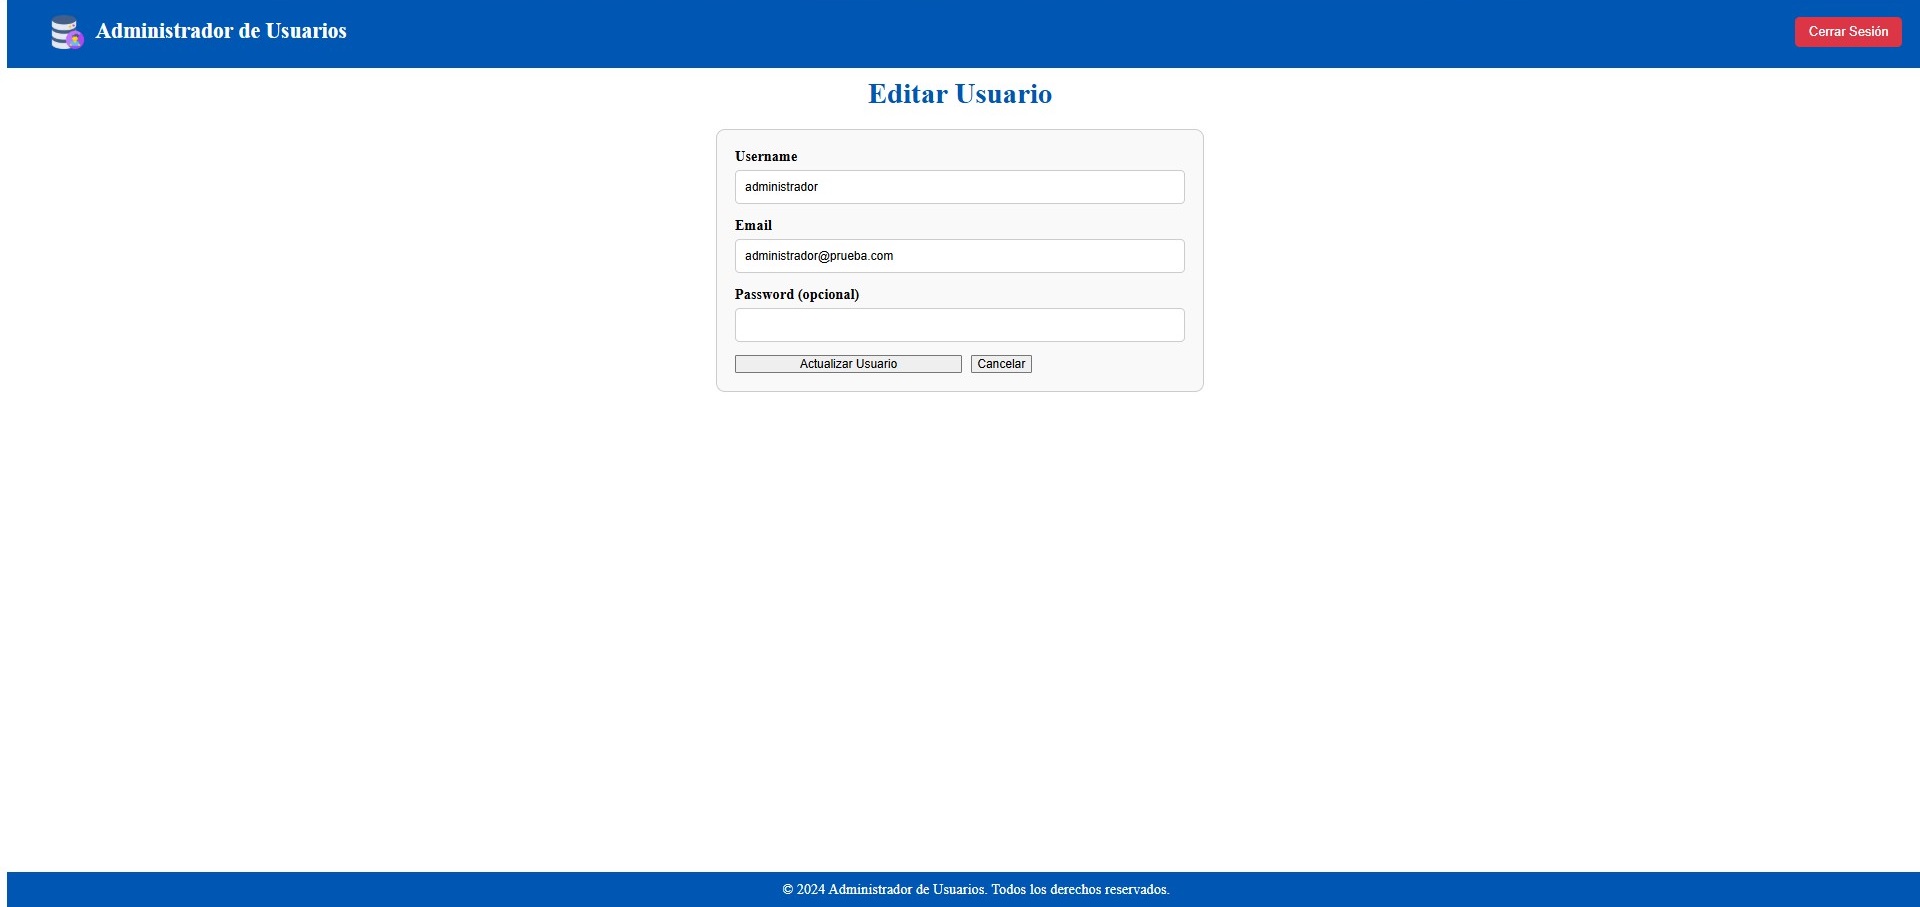 Administrador de Usuarios
Cerrar Sesión
Editar Usuario
Username
administrador
Email
administrador@prueba.com
Password (opcional)
Actualizar Usuario
Cancelar
© 2024 Administrador de Usuarios. Todos los derechos reservados.